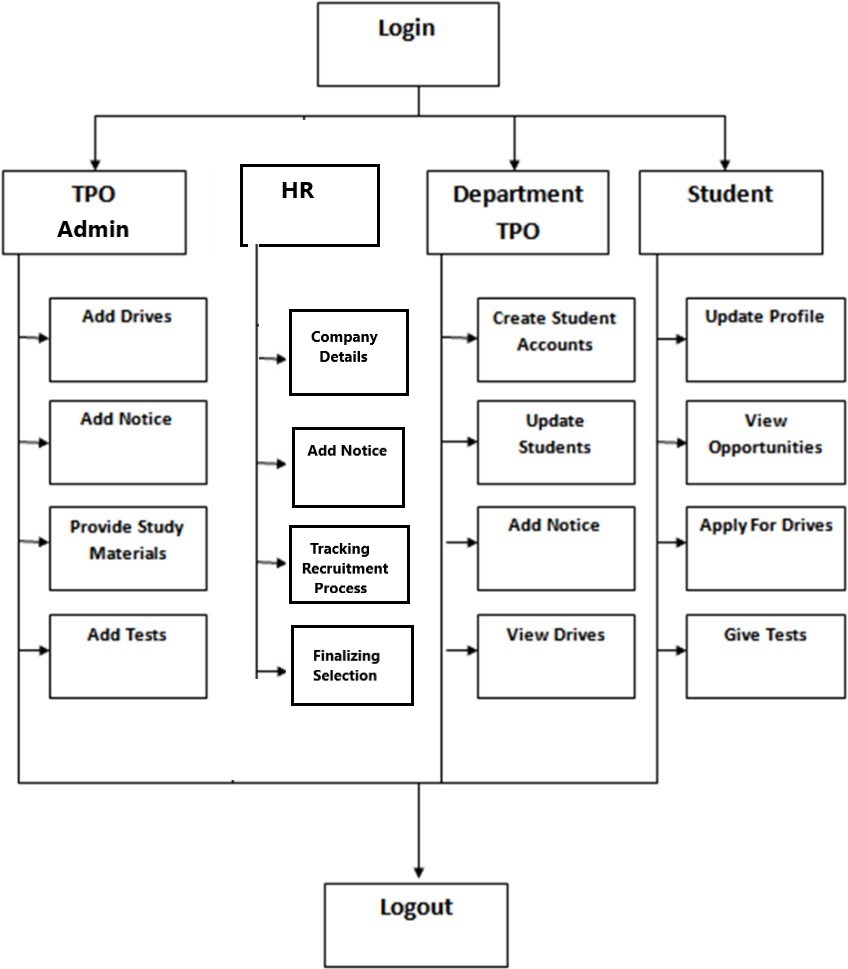 Login
TPO
Admin
HR
Department
TPO
Student
Add Drives
Add Notice
Provide Study
Materials
Add Tests
Company
Details
Add Notice
Tracking
Recruitment
Process
Finalizing
Selection
Create Student
Accounts
Update
Students
Add Notice
View Drives
Update Profile
View
Opportunities
Apply For Drives
Give Tests
Logout